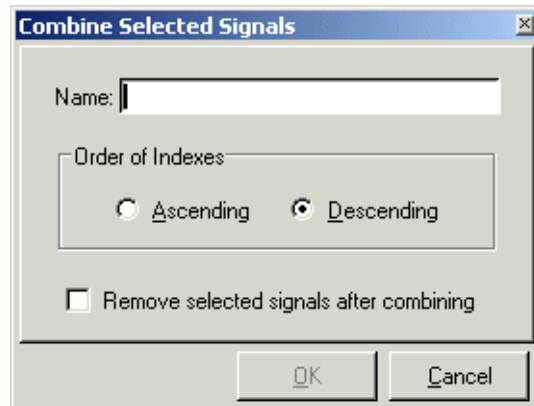 Combine Selected Signals
Name:
Order of Indexes
Ascending Descending
Remove selected signals after combining
OK Cancel